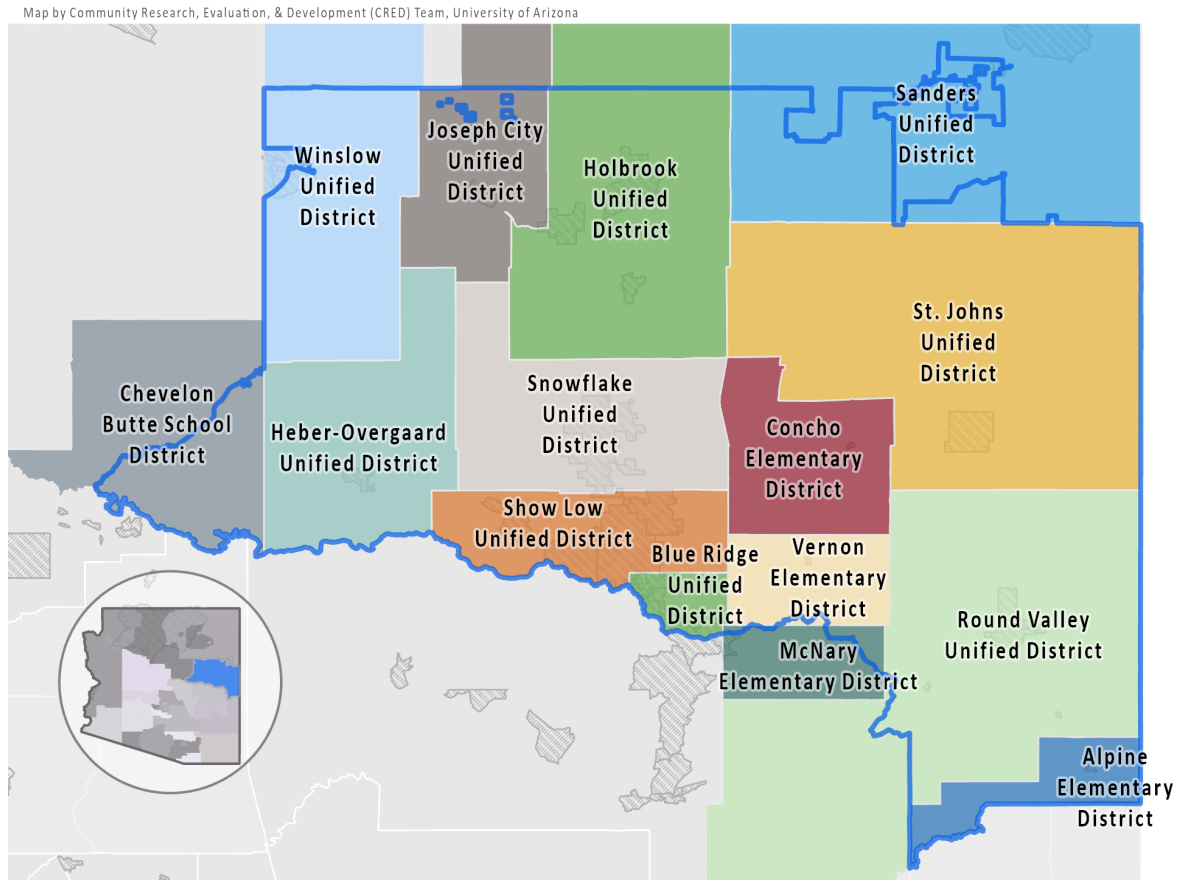 Map by Community Research, Evaluation, & Development (CRED) Team, University of Arizona
Sanders
Unified
District
Joseph City
Unified
District
Winslow
Unified
District
Holbrook
Unified
District
St. Johns
Unified
District
Chevelon
Butte School
District
Snowflake
Unified
District
Heber-Overgaard
Unified District
Concho
Elementary
District
Show Low
Unified District
Blue Ridge
Unified
District
Vernon
Elementary
District
Round Valley
Unified District
McNary
Elementary District
Alpine
Elementary
District